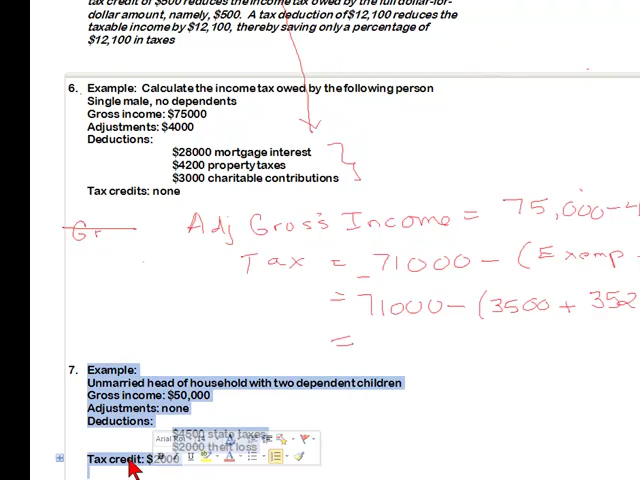 tax credit of $500 reduces the income tax owed by the full dollar-for-
dollar amount, namely, $500. A tax deduction of $12,100 reduces the
taxable income by $12,100, thereby saving only a percentage of
$12,100 in taxes
6. Example: Calculate the income tax owed by the following person
Single male, no dependents
Gross income: $75000
Adjustments: $4000
Deductions:
$28000 mortgage interest
$4200 property taxes
$3000 charitable contributions
Tax credits: none
Gr
Adj Gross's Income = 75,000-4
Tax = 71000 - (Exemp
= 71000 - (3500 + 352
=
7. Example:
Unmarried head of household with two dependent children
Gross income: $50,000
Adjustments: none
Deductions:
$4500 state taxes
$2000 theft loss
Tax credit: $2000